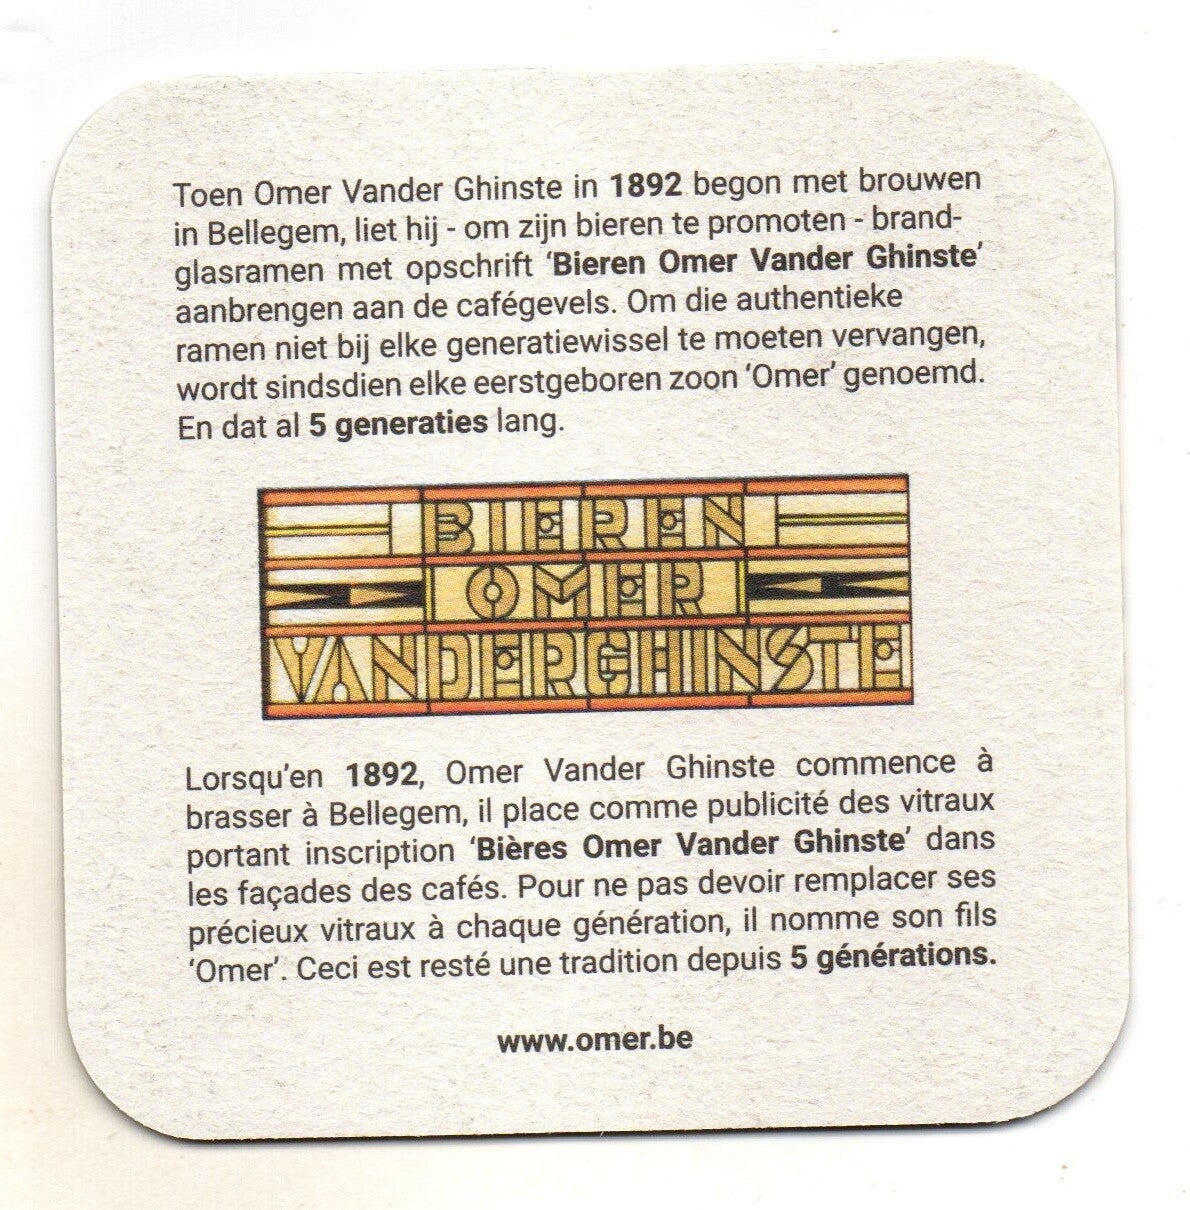 Toen Omer Vander Ghinste in 1892 begon met brouwen
in Bellegem, liet hij - om zijn bieren te promoten - brand-
glasramen met opschrift ‘Bieren Omer Vander Ghinste’
aanbrengen aan de cafégevels. Om die authentieke
ramen niet bij elke generatiewissel te moeten vervangen,
wordt sindsdien elke eerstgeboren zoon ‘Omer’ genoemd.
En dat al 5 generaties lang.
BIEREN
OMER
VANDERGHINSTE
Lorsqu’en 1892, Omer Vander Ghinste commence à
brasser à Bellegem, il place comme publicité des vitraux
portant inscription ‘Bières Omer Vander Ghinste’ dans
les façades des cafés. Pour ne pas devoir remplacer ses
précieux vitraux à chaque génération, il nomme son fils
‘Omer’. Ceci est resté une tradition depuis 5 générations.
www.omer.be